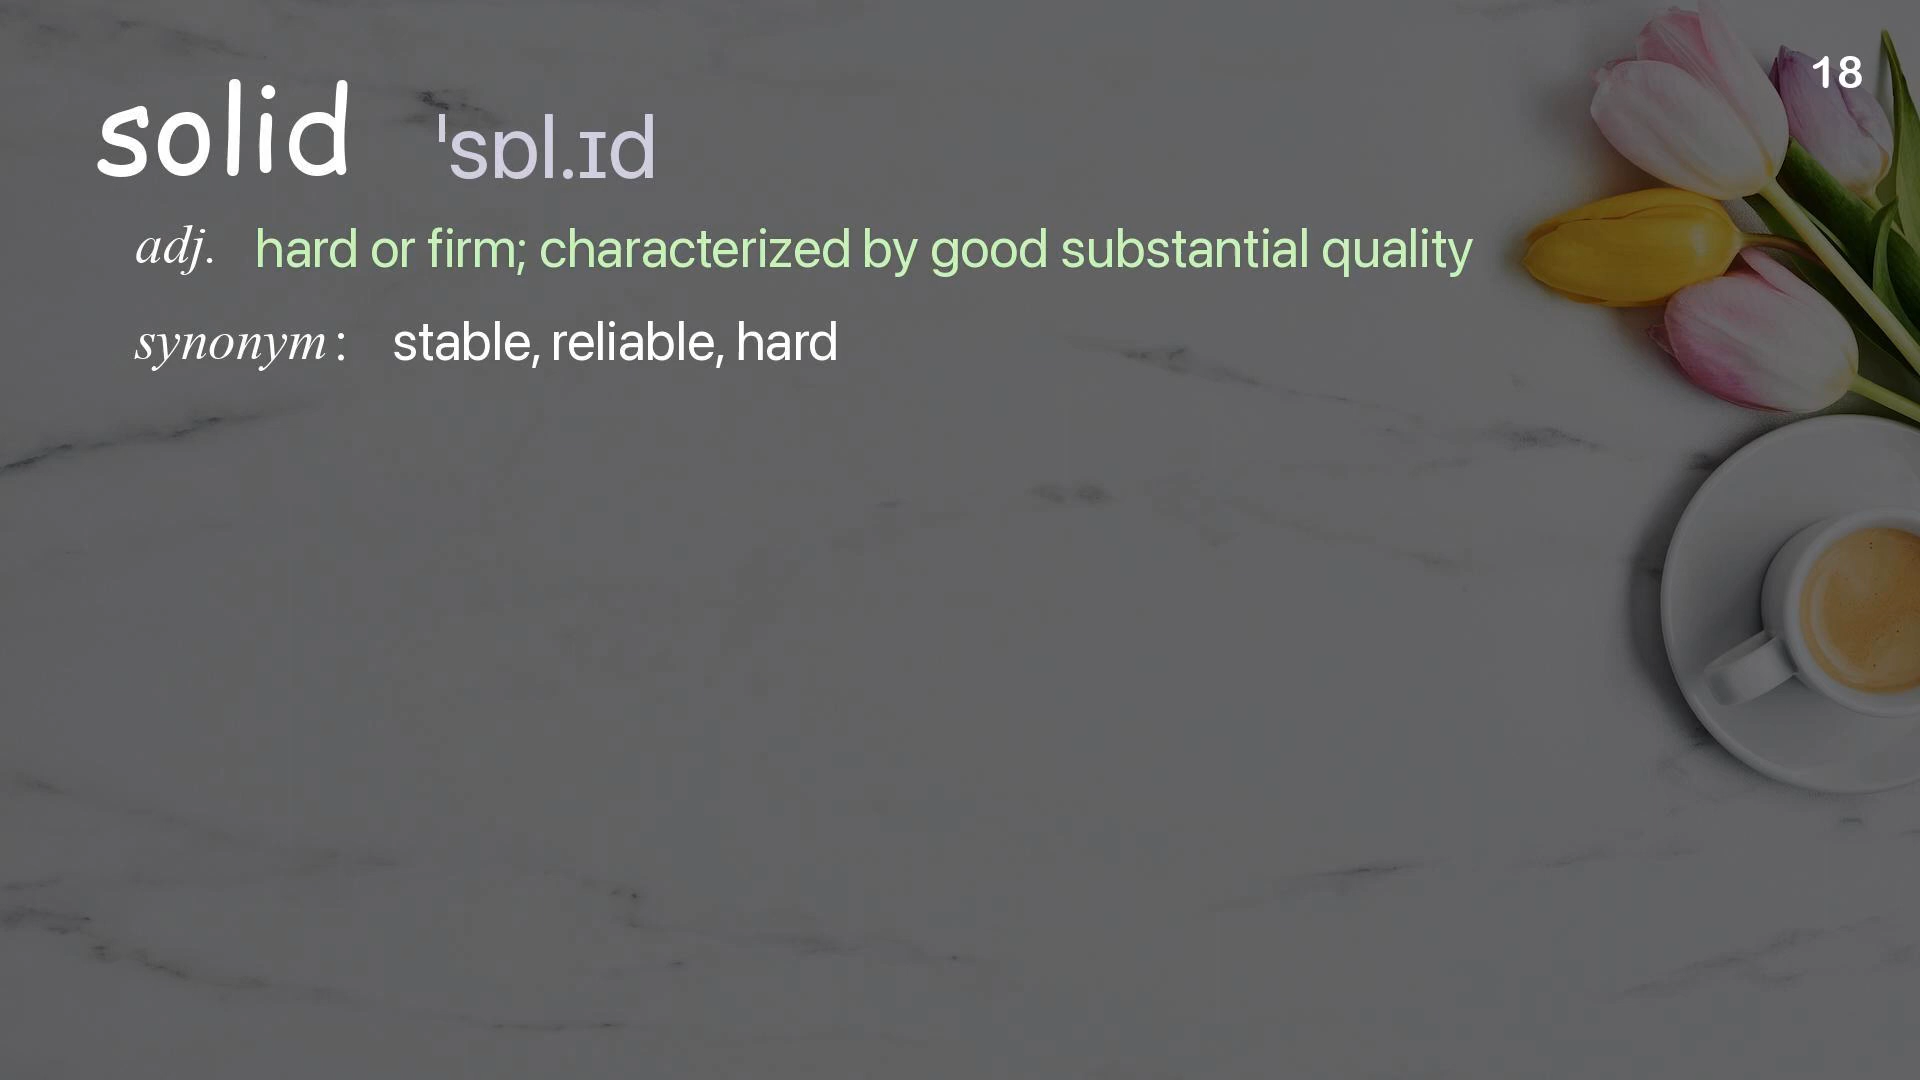 18
solid ˈsɒl.ɪd
adj. hard or firm; characterized by good substantial quality
synonym: stable, reliable, hard